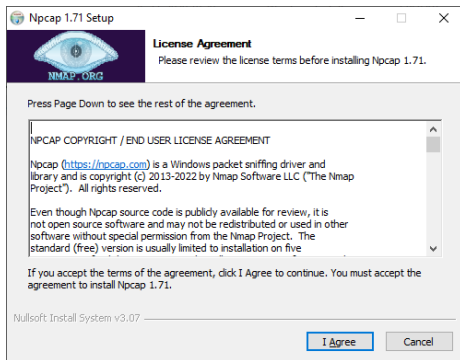 Npcap 1.71 Setup
NMAP.ORG
License Agreement
Please review the license terms before installing Npcap 1.71.
Press Page Down to see the rest of the agreement.
NPCAP COPYRIGHT / END USER LICENSE AGREEMENT
Npcap (https://npcap.com) is a Windows packet sniffing driver and
library and is copyright (c) 2013-2022 by Nmap Software LLC ("The Nmap
Project").  All rights reserved.
Even though Npcap source code is publicly available for review, it is
not open source software and may not be redistributed or used in other
software without special permission from the Nmap Project.  The
standard (free) version is usually limited to installation on five
If you accept the terms of the agreement, click I Agree to continue. You must accept the
agreement to install Npcap 1.71.
Nullsoft Install System v3.07
I Agree
Cancel